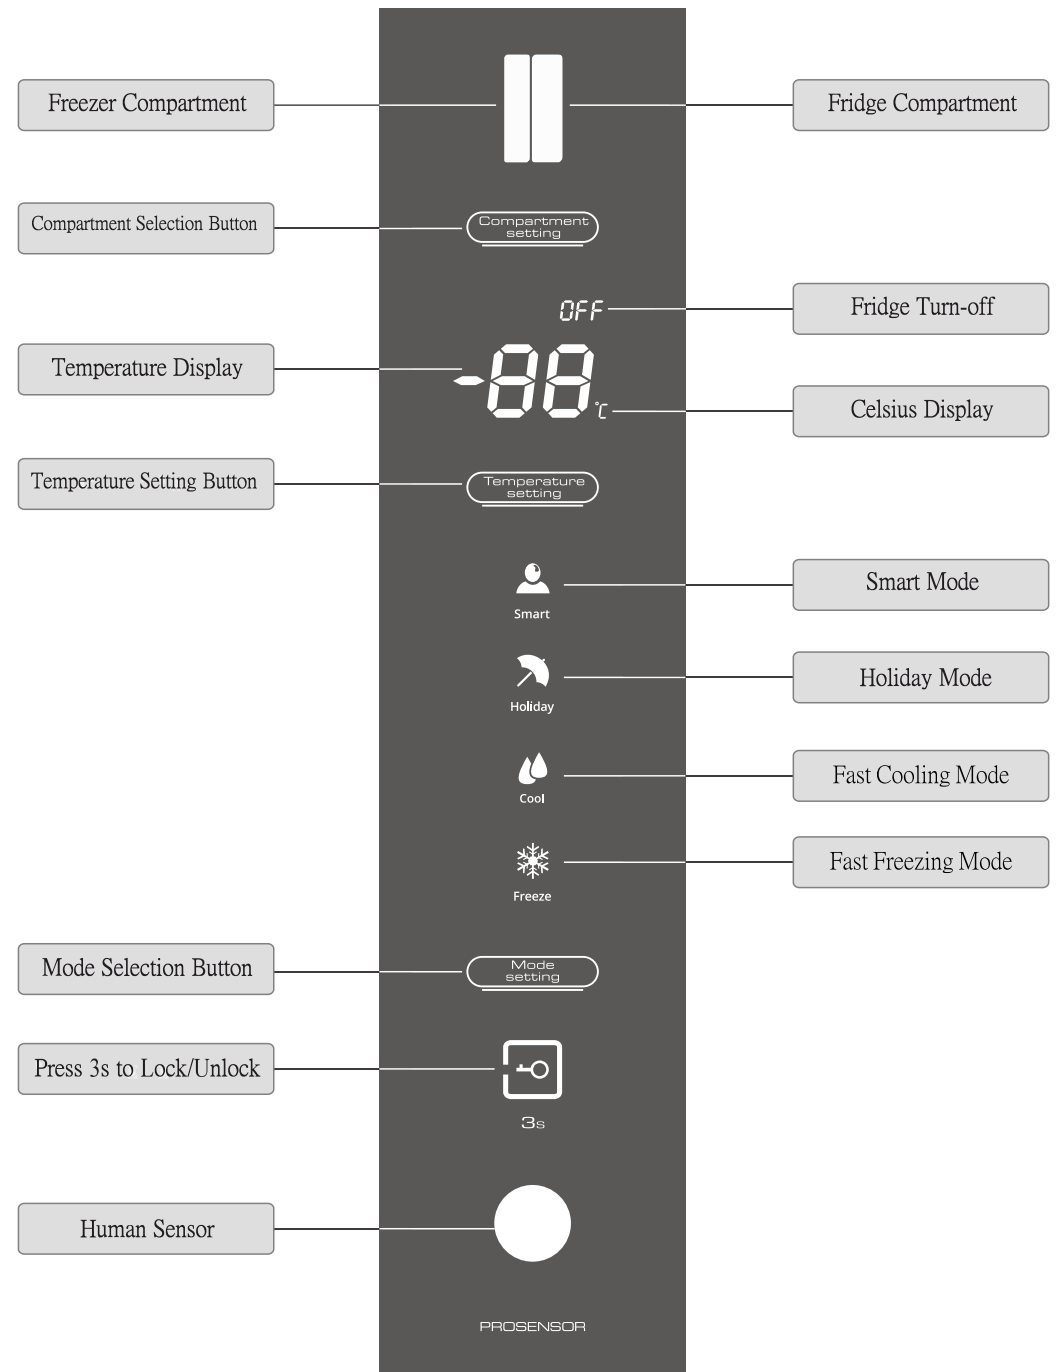 Freezer Compartment
Fridge Compartment
Compartment Selection Button
Compartment
setting
OFF
Fridge Turn-off
Temperature Display
-88
°C
Celsius Display
Temperature Setting Button
Temperature
setting
Smart
Smart Mode
Holiday
Holiday Mode
Cool
Fast Cooling Mode
Freeze
Fast Freezing Mode
Mode Selection Button
Mode
setting
Press 3s to Lock/Unlock
3s
Human Sensor
PROSENSOR